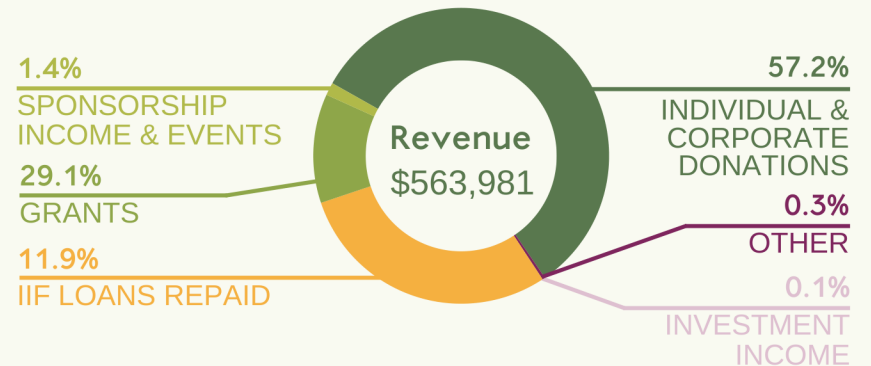 1.4%
SPONSORSHIP
INCOME & EVENTS
29.1%
GRANTS
11.9%
IIF LOANS REPAID
Revenue
$563,981
57.2%
INDIVIDUAL &
CORPORATE
DONATIONS
0.3%
OTHER
0.1%
INVESTMENT
INCOME